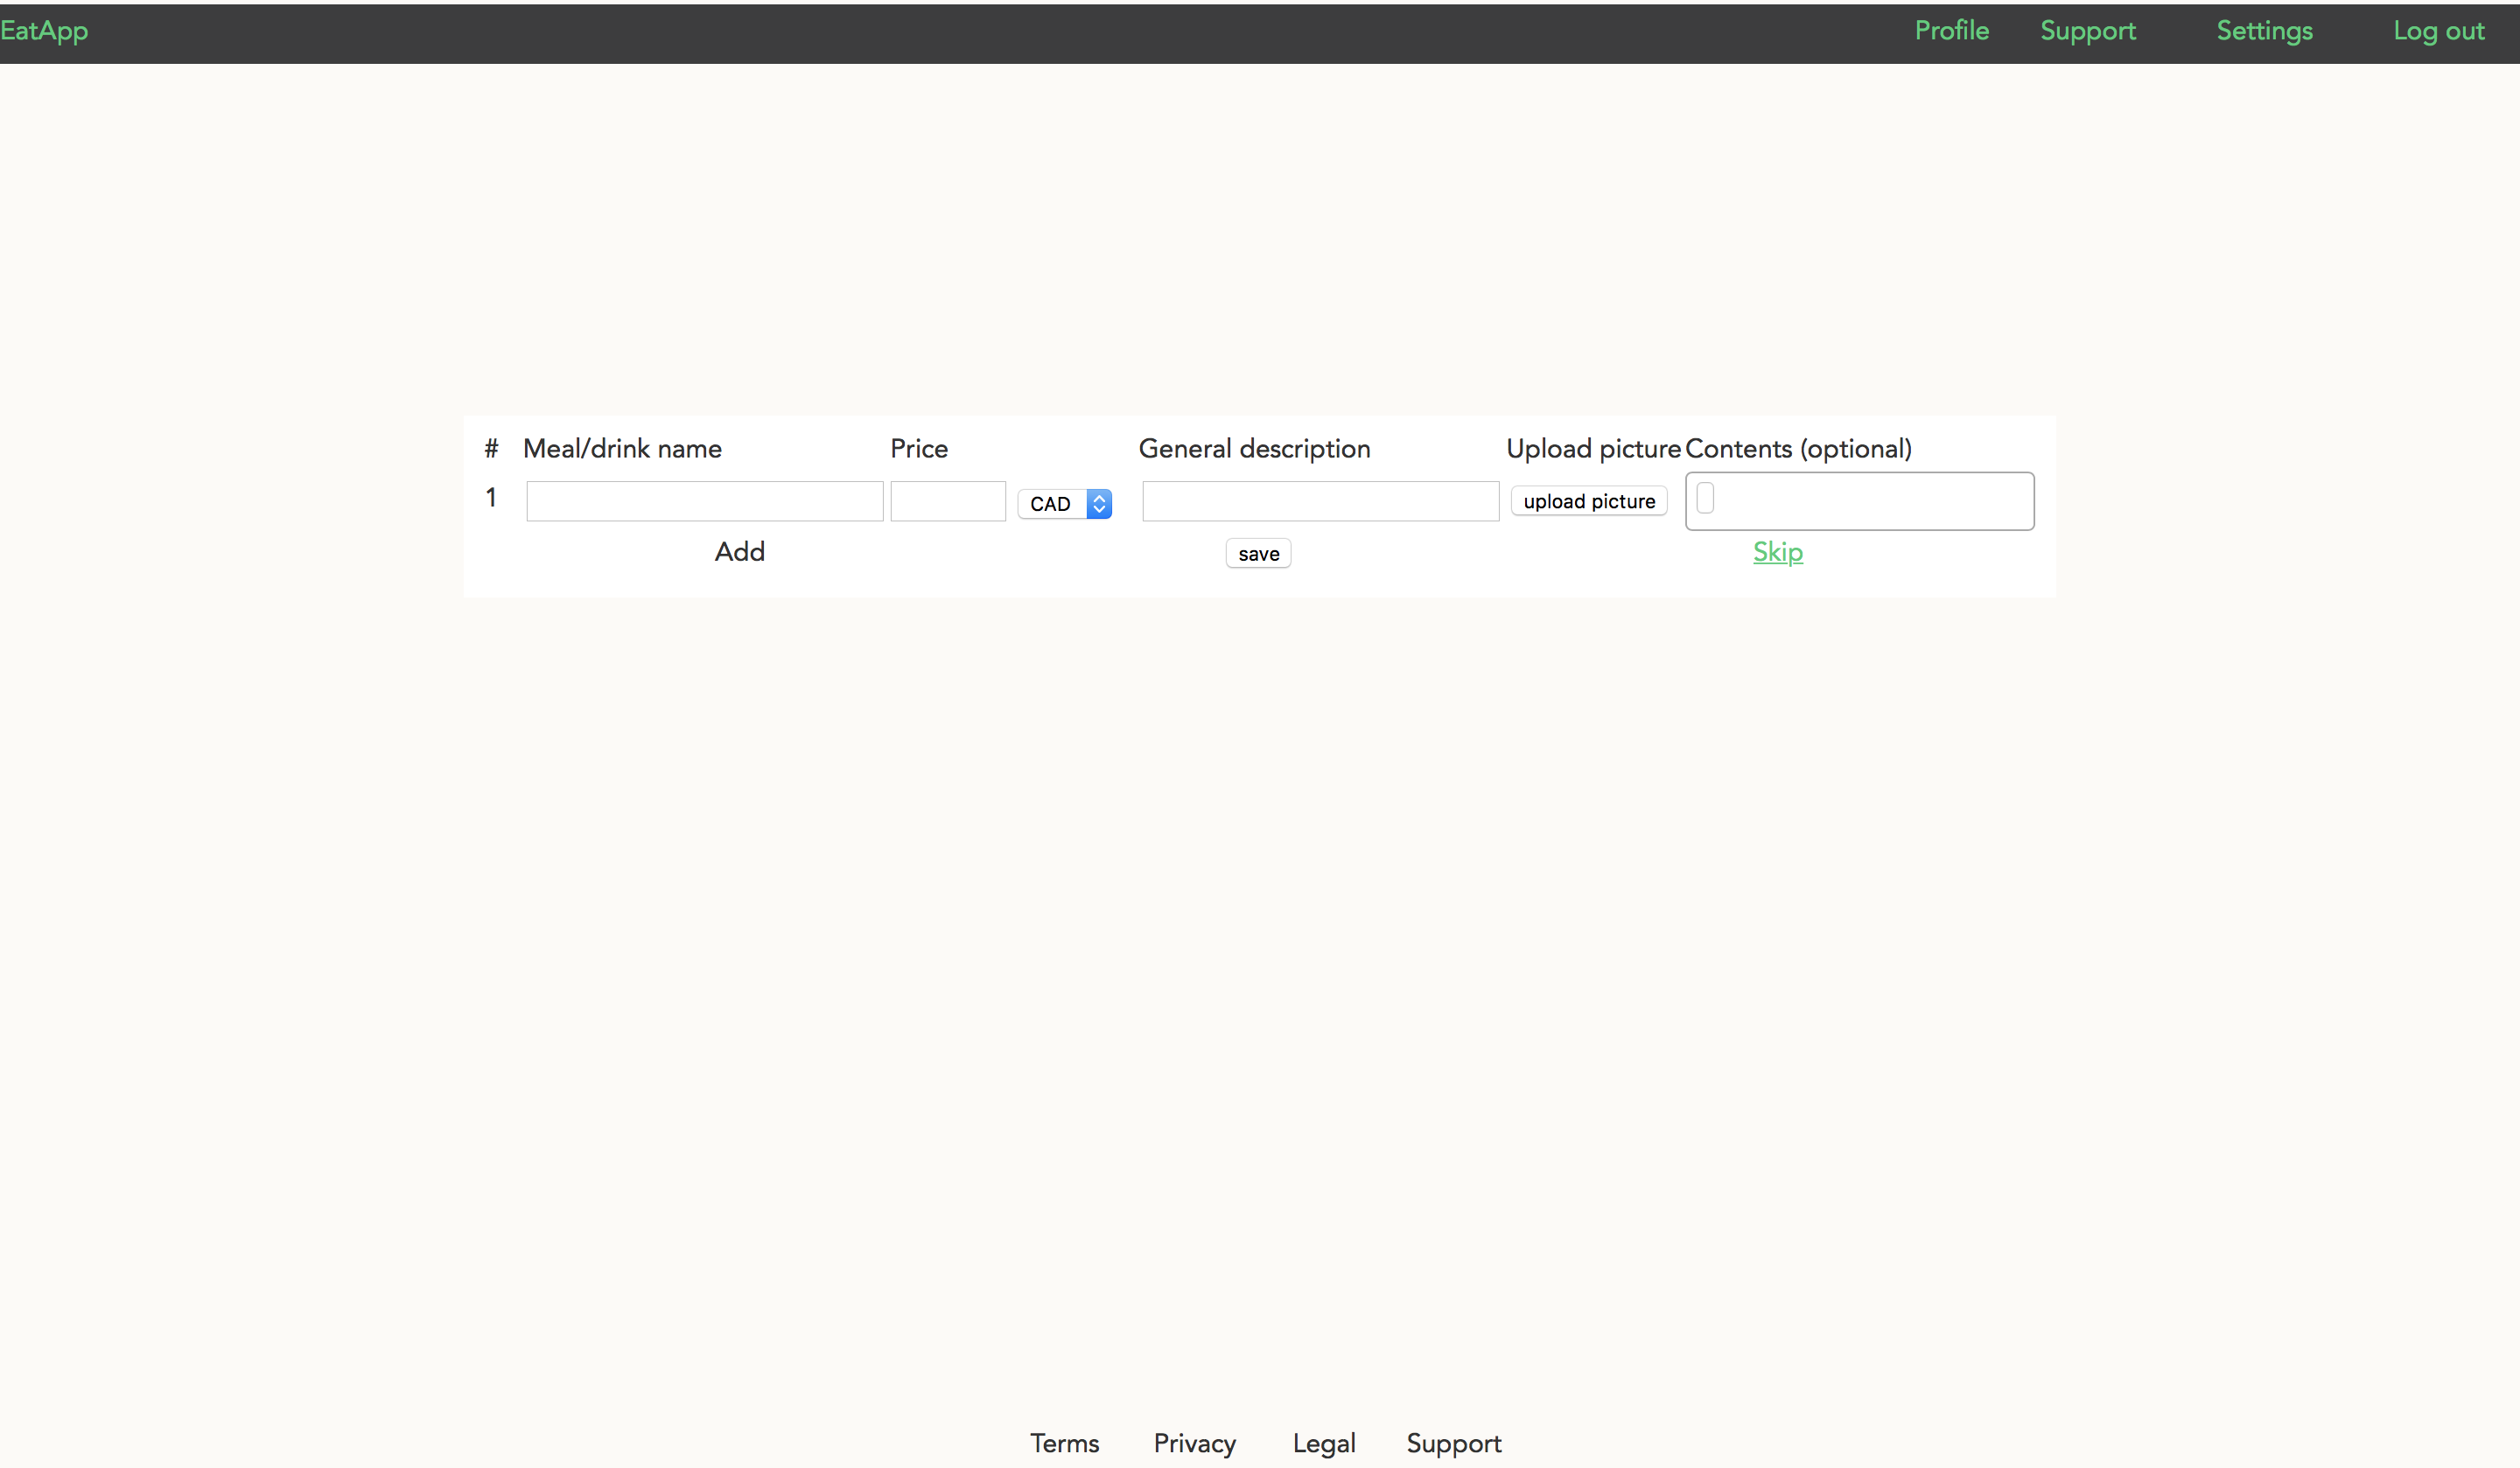 EatApp Profile Support Settings Log out
# Meal/drink name Price General description Upload picture Contents (optional)
1 CAD upload picture
Add save Skip
Terms Privacy Legal Support